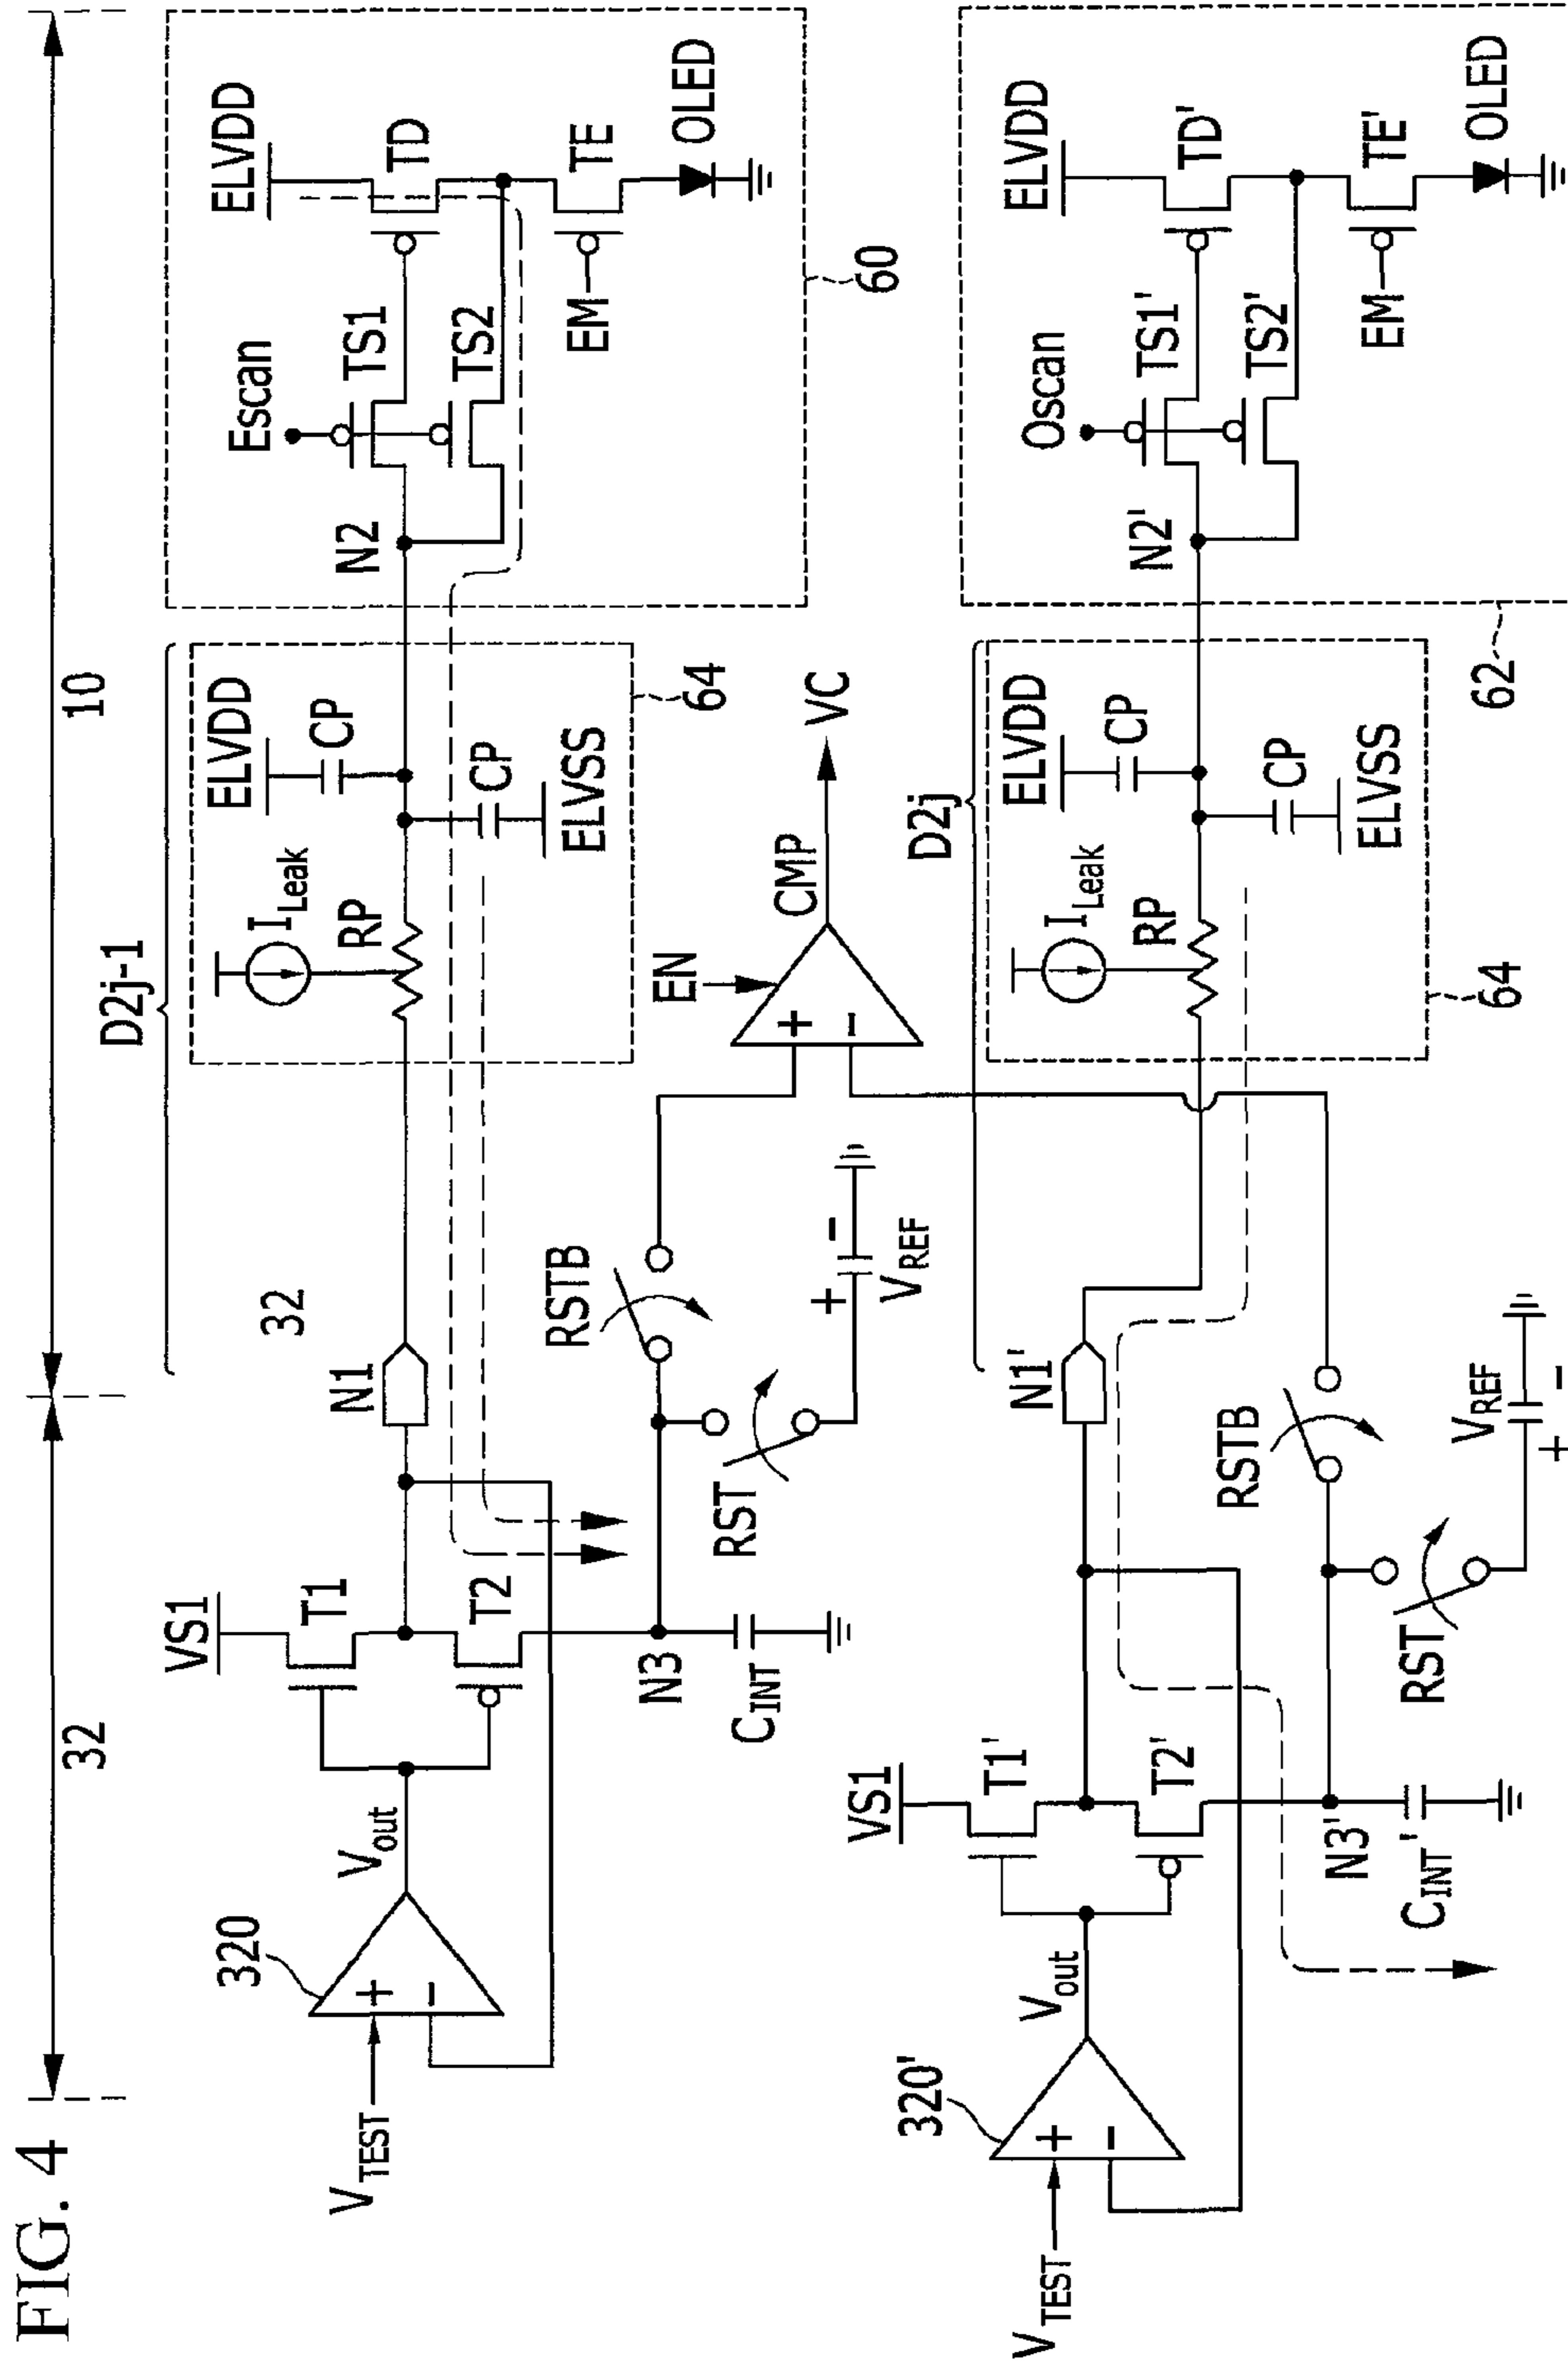 FIG. 4
32
10
D2j-1
32
V_TEST
320
+
-
V_out
VS1
T1
T2
N1
N3
C_INT
RST
RSTB
+
-
V_REF
I_Leak
RP
ELVDD
CP
CP
ELVSS
64
N2
Escan
TS1
TS2
ELVDD
TD
EM
TE
OLED
60
EN
+
-
CMP
VC
D2j
V_TEST
320'
+
-
V_out
VS1
T1'
T2'
N1'
N3'
C_INT'
RST
RSTB
V_REF
+
-
I_Leak
RP
ELVDD
CP
CP
ELVSS
64
N2'
Oscan
TS1'
TS2'
ELVDD
TD'
EM
TE'
OLED
62